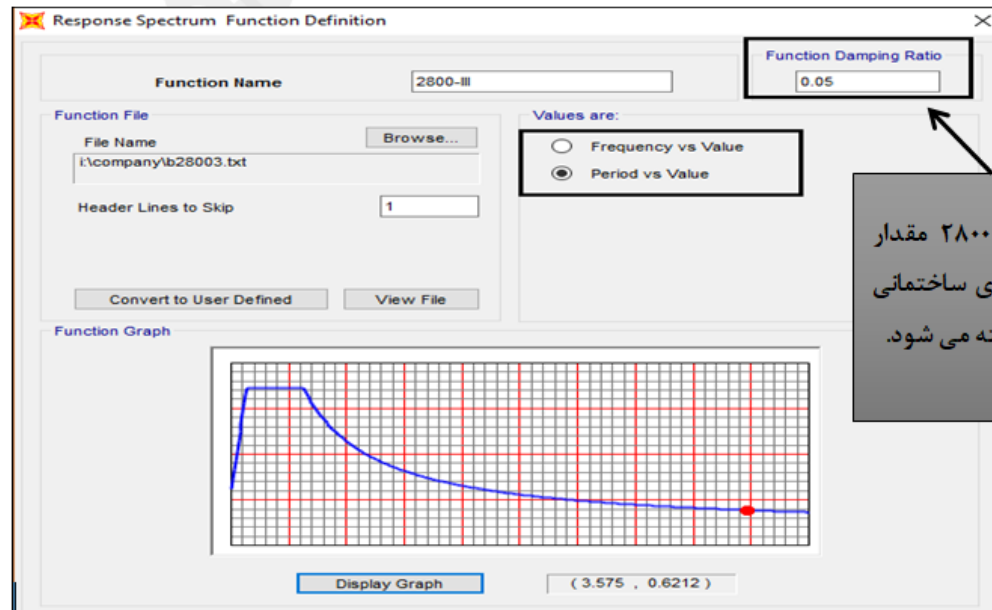 Response Spectrum Function Definition
Function Damping Ratio
Function Name
2800-III
0.05
Function File
Values are:
File Name
Browse...
i:\company\b28003.txt
Frequency vs Value
Period vs Value
Header Lines to Skip
1
۲۸۰۰ مقدار
ی ساختمانی
ته می شود.
Convert to User Defined
View File
Function Graph
Display Graph
( 3.575 , 0.6212 )